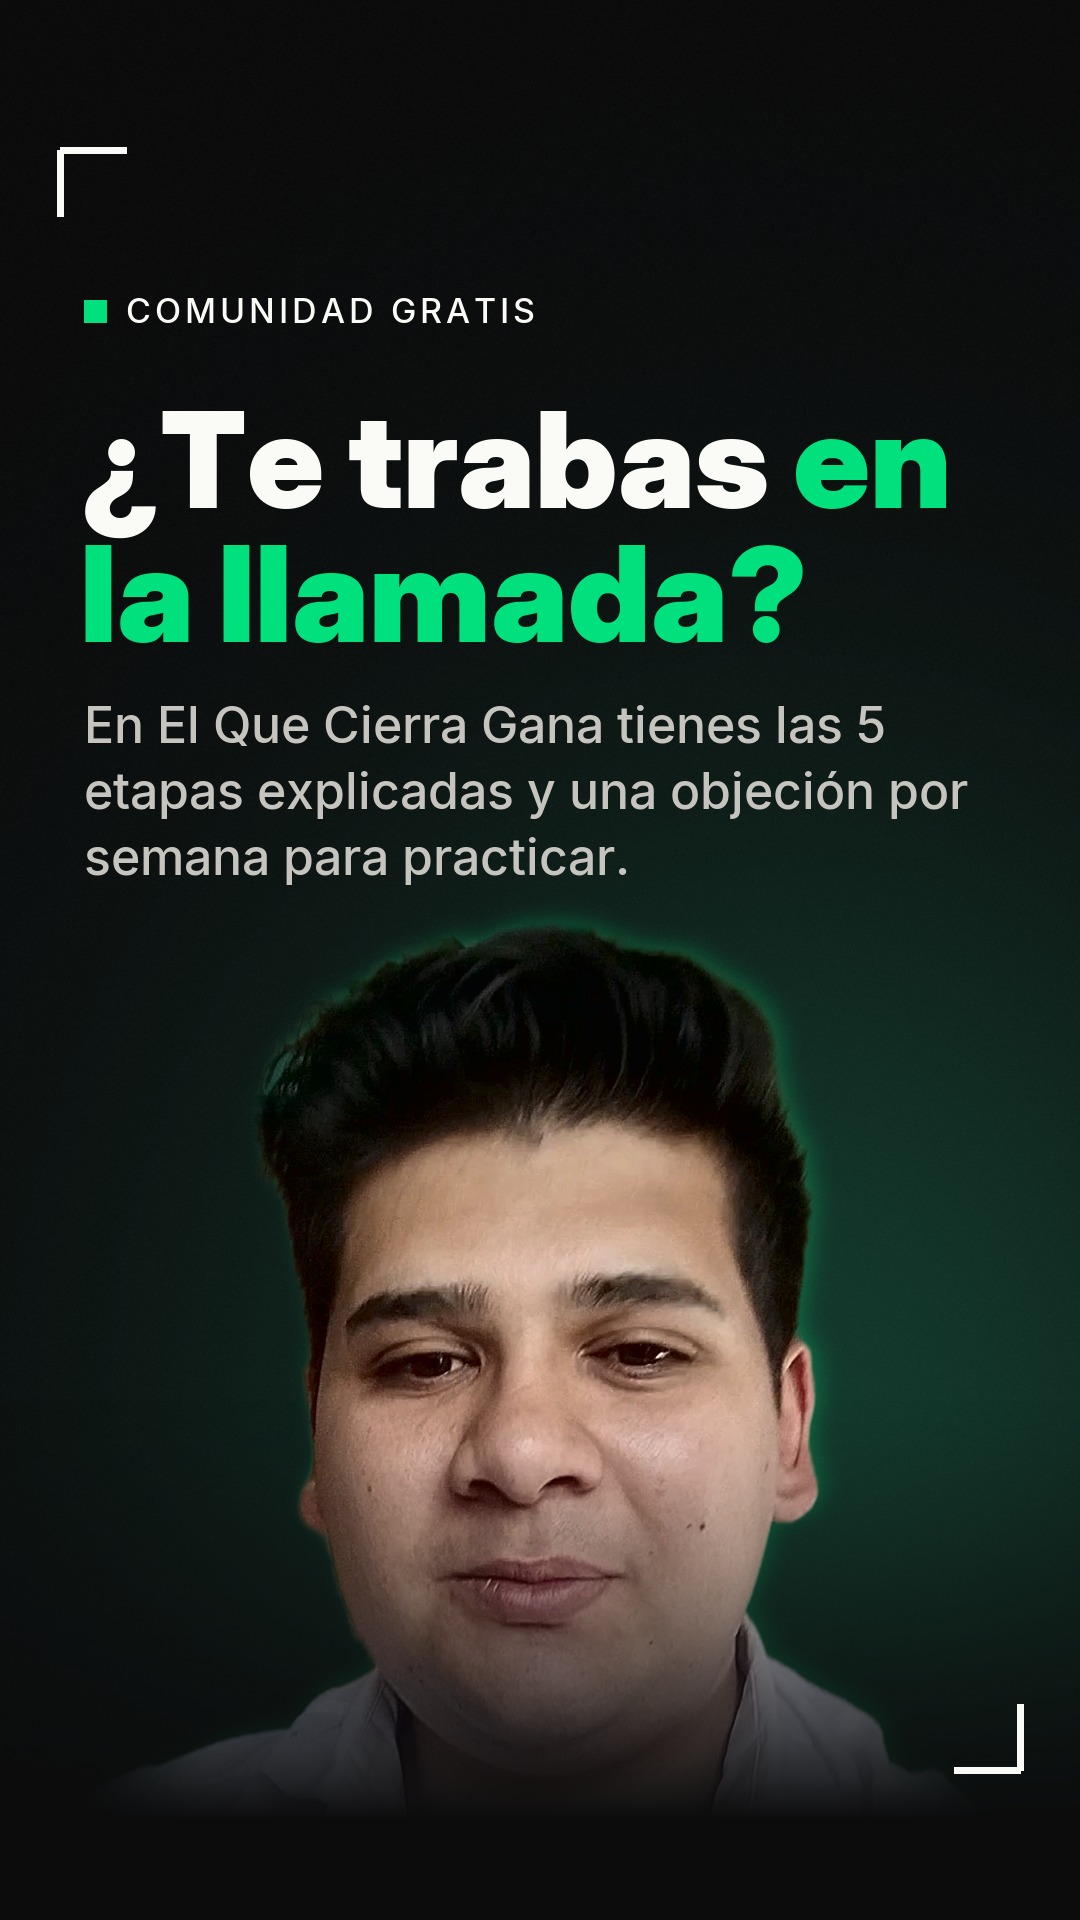 COMUNIDAD GRATIS
¿Te trabas en
la llamada?
En El Que Cierra Gana tienes las 5
etapas explicadas y una objeción por
semana para practicar.